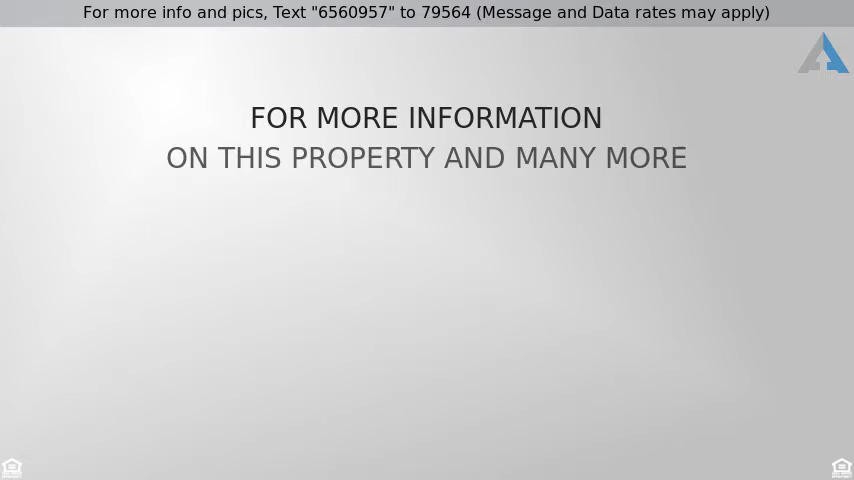 For more info and pics, Text "6560957" to 79564 (Message and Data rates may apply)
FOR MORE INFORMATION
ON THIS PROPERTY AND MANY MORE